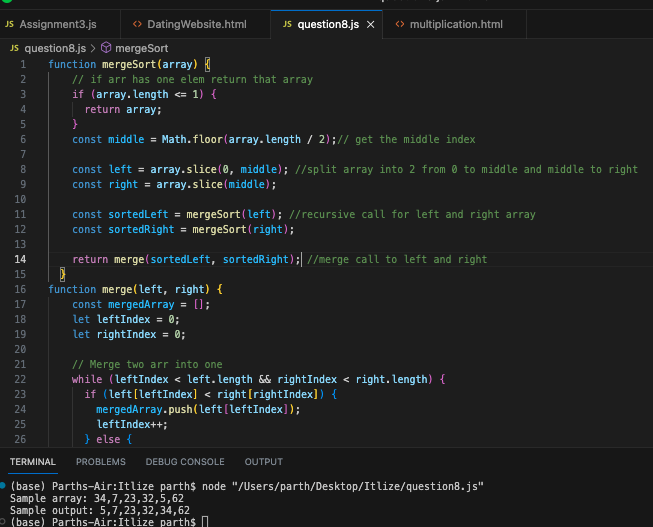 JS Assignment3.js <> DatingWebsite.html JS question8.js × <> multiplication.html
JS question8.js > mergeSort
1 function mergeSort(array) {
2 // if arr has one elem return that array
3 if (array.length <= 1) {
4 return array;
5 }
6 const middle = Math.floor(array.length / 2);// get the middle index
7
8 const left = array.slice(0, middle); //split array into 2 from 0 to middle and middle to right
9 const right = array.slice(middle);
10
11 const sortedLeft = mergeSort(left); //recursive call for left and right array
12 const sortedRight = mergeSort(right);
13
14 return merge(sortedLeft, sortedRight); //merge call to left and right
15 }
16 function merge(left, right) {
17 const mergedArray = [];
18 let leftIndex = 0;
19 let rightIndex = 0;
20
21 // Merge two arr into one
22 while (leftIndex < left.length && rightIndex < right.length) {
23 if (left[leftIndex] < right[rightIndex]) {
24 mergedArray.push(left[leftIndex]);
25 leftIndex++;
26 } else {
TERMINAL PROBLEMS DEBUG CONSOLE OUTPUT
(base) Parths-Air:Itlize parth$ node "/Users/parth/Desktop/Itlize/question8.js"
Sample array: 34,7,23,32,5,62
Sample output: 5,7,23,32,34,62
(base) Parths-Air:Itlize parth$